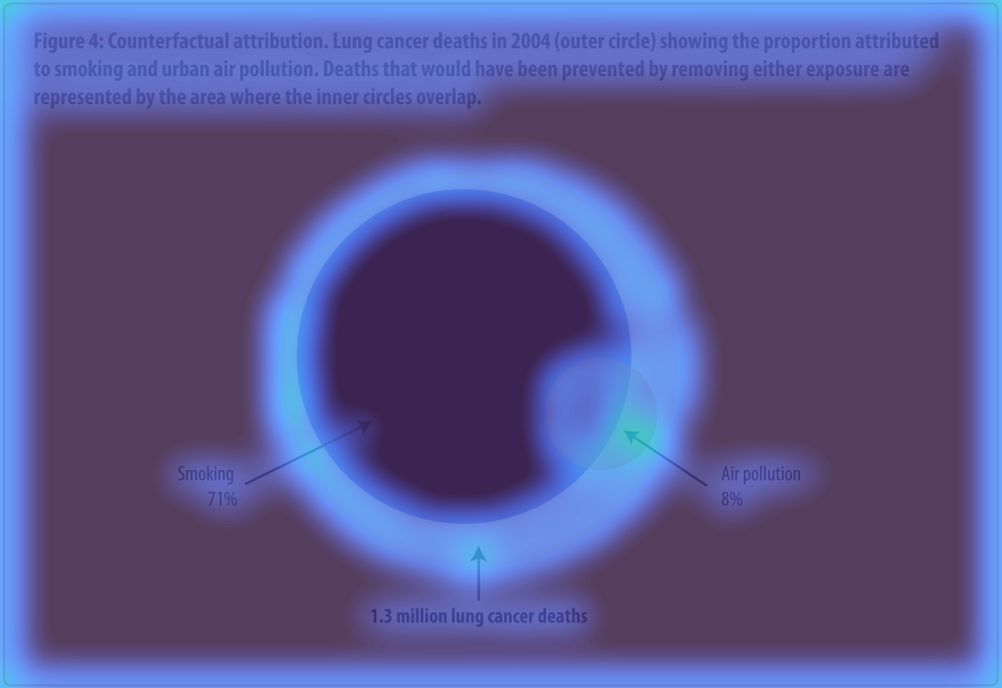 Figure 4: Counterfactual attribution. Lung cancer deaths in 2004 (outer circle) showing the proportion attributed
to smoking and urban air pollution. Deaths that would have been prevented by removing either exposure are
represented by the area where the inner circles overlap.
Smoking
71%
Air pollution
8%
1.3 million lung cancer deaths